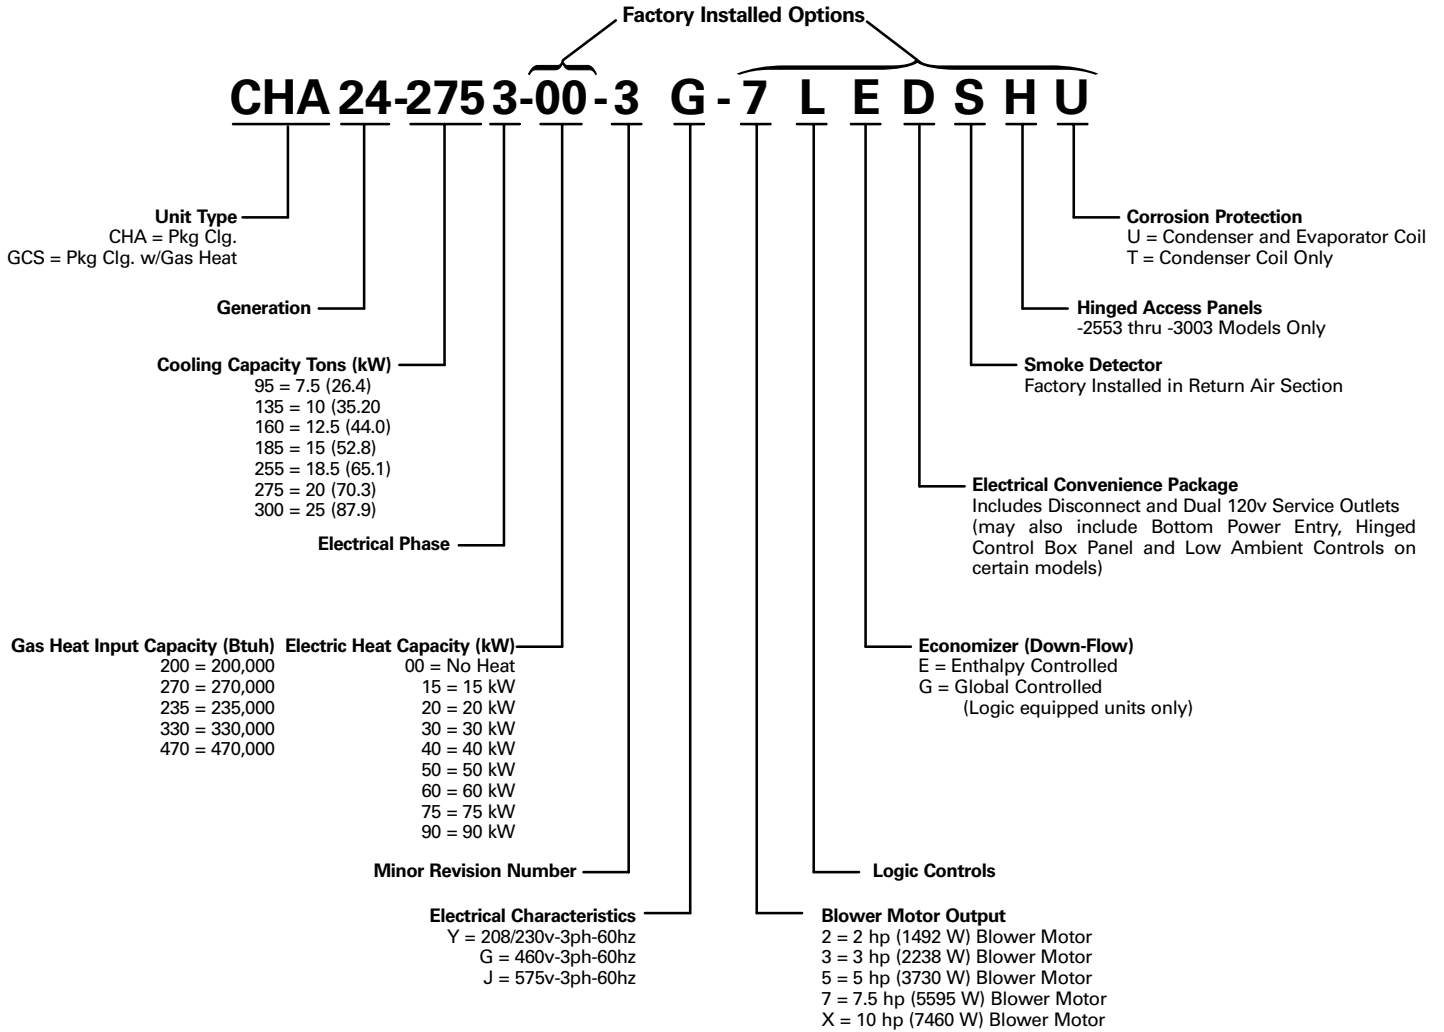 Factory Installed Options
CHA 24-275 3-00-3 G-7 L E D S H U
Unit Type
CHA = Pkg Clg.
GCS = Pkg Clg. w/Gas Heat
Generation
Cooling Capacity Tons (kW)
95 = 7.5 (26.4)
135 = 10 (35.20
160 = 12.5 (44.0)
185 = 15 (52.8)
255 = 18.5 (65.1)
275 = 20 (70.3)
300 = 25 (87.9)
Electrical Phase
Gas Heat Input Capacity (Btuh)
200 = 200,000
270 = 270,000
235 = 235,000
330 = 330,000
470 = 470,000
Electric Heat Capacity (kW)
00 = No Heat
15 = 15 kW
20 = 20 kW
30 = 30 kW
40 = 40 kW
50 = 50 kW
60 = 60 kW
75 = 75 kW
90 = 90 kW
Minor Revision Number
Electrical Characteristics
Y = 208/230v-3ph-60hz
G = 460v-3ph-60hz
J = 575v-3ph-60hz
Corrosion Protection
U = Condenser and Evaporator Coil
T = Condenser Coil Only
Hinged Access Panels
-2553 thru -3003 Models Only
Smoke Detector
Factory Installed in Return Air Section
Electrical Convenience Package
Includes Disconnect and Dual 120v Service Outlets
(may also include Bottom Power Entry, Hinged
Control Box Panel and Low Ambient Controls on
certain models)
Economizer (Down-Flow)
E = Enthalpy Controlled
G = Global Controlled
(Logic equipped units only)
Logic Controls
Blower Motor Output
2 = 2 hp (1492 W) Blower Motor
3 = 3 hp (2238 W) Blower Motor
5 = 5 hp (3730 W) Blower Motor
7 = 7.5 hp (5595 W) Blower Motor
X = 10 hp (7460 W) Blower Motor